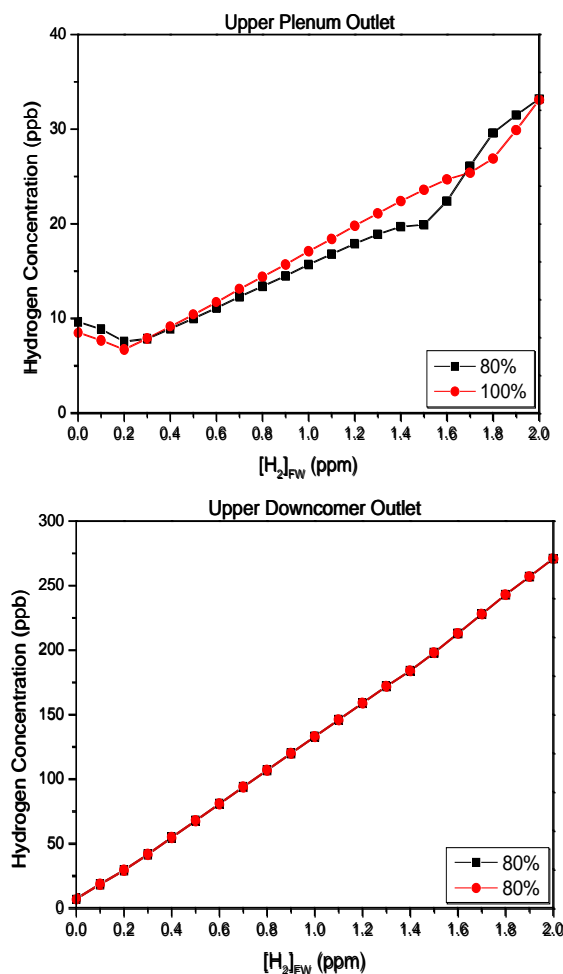 Upper Plenum Outlet
Hydrogen Concentration (ppb)
40
30
20
10
0
80%
100%
0.0 0.2 0.4 0.6 0.8 1.0 1.2 1.4 1.6 1.8 2.0
[H2]FW (ppm)
Upper Downcomer Outlet
Hydrogen Concentration (ppb)
300
250
200
150
100
50
0
80%
80%
0.0 0.2 0.4 0.6 0.8 1.0 1.2 1.4 1.6 1.8 2.0
[H2]FW (ppm)